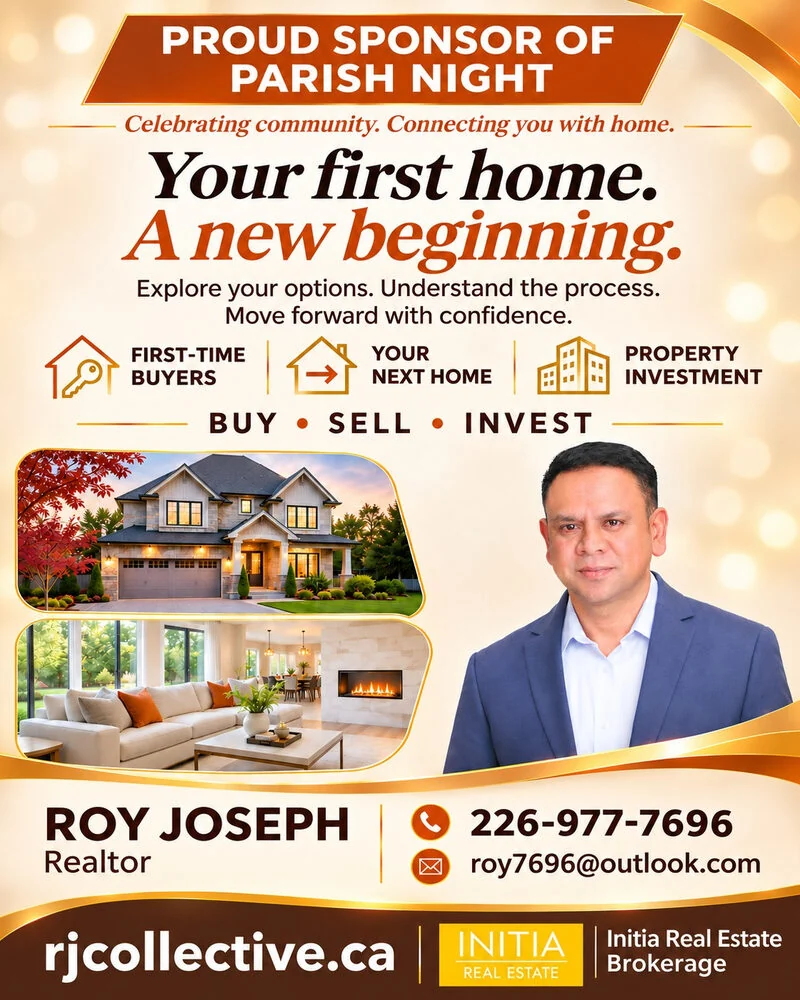 PROUD SPONSOR OF
PARISH NIGHT
Celebrating community. Connecting you with home.
Your first home.
A new beginning.
Explore your options. Understand the process.
Move forward with confidence.
FIRST-TIME
BUYERS
YOUR
NEXT HOME
PROPERTY
INVESTMENT
BUY • SELL • INVEST
ROY JOSEPH
Realtor
226-977-7696
roy7696@outlook.com
rjcollective.ca
INITIA
REAL ESTATE
Initia Real Estate
Brokerage